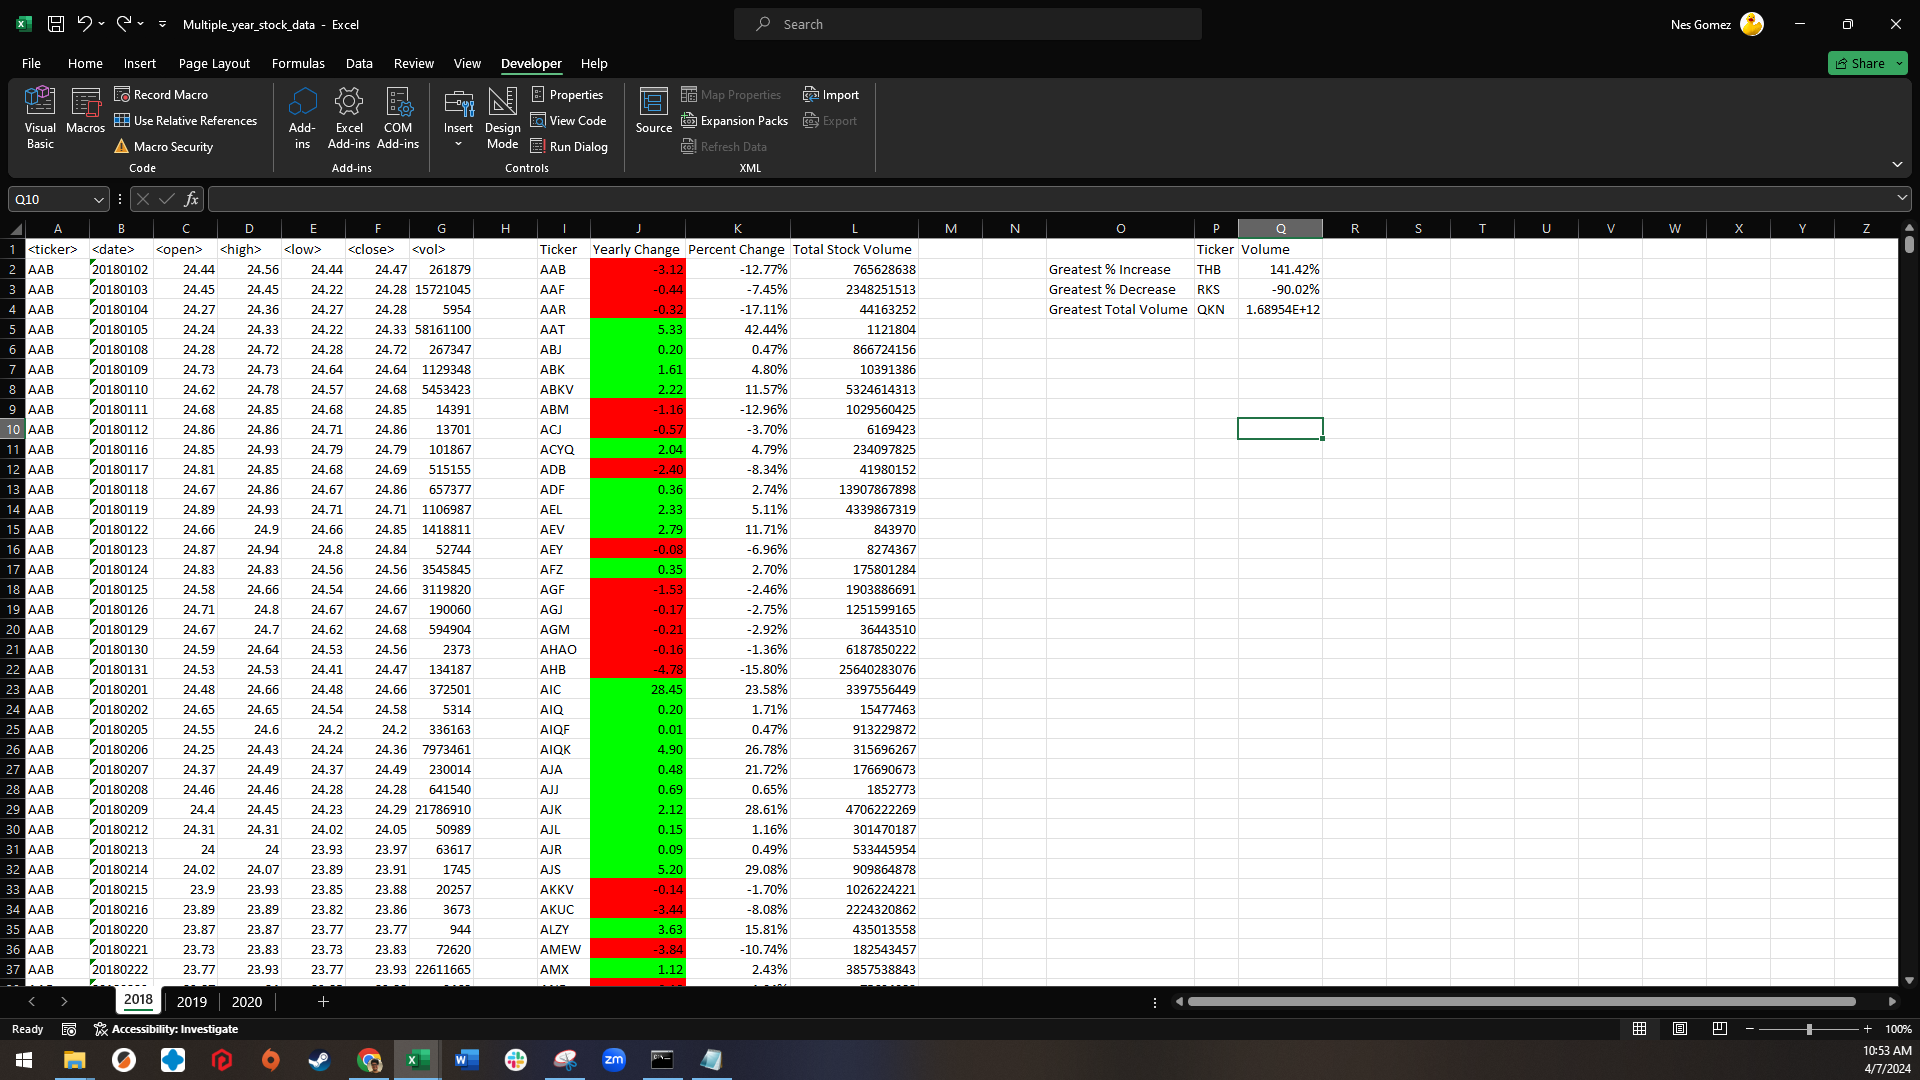 Multiple_year_stock_data - Excel
Search
Nes Gomez
File Home Insert Page Layout Formulas Data Review View Developer Help
Share
Visual Basic
Macros
Record Macro
Use Relative References
Macro Security
Code
Add-ins
Excel Add-ins
COM Add-ins
Add-ins
Insert
Design Mode
Properties
View Code
Run Dialog
Controls
Source
Map Properties
Expansion Packs
Refresh Data
Import
Export
XML
Q10
fx
A B C D E F G H I J K L M N O P Q R S T U V W X Y Z
1 <ticker> <date> <open> <high> <low> <close> <vol> Ticker Yearly Change Percent Change Total Stock Volume Ticker Volume
2 AAB 20180102 24.44 24.56 24.44 24.47 261879 AAB -3.12 -12.77% 765628638 Greatest % Increase THB 141.42%
3 AAB 20180103 24.45 24.45 24.22 24.28 15721045 AAF -0.44 -7.45% 2348251513 Greatest % Decrease RKS -90.02%
4 AAB 20180104 24.27 24.36 24.27 24.28 5954 AAR -0.32 -17.11% 44163252 Greatest Total Volume QKN 1.68954E+12
5 AAB 20180105 24.24 24.33 24.22 24.33 58161100 AAT 5.33 42.44% 1121804
6 AAB 20180108 24.28 24.72 24.28 24.72 267347 ABJ 0.20 0.47% 866724156
7 AAB 20180109 24.73 24.73 24.64 24.64 1129348 ABK 1.61 4.80% 10391386
8 AAB 20180110 24.62 24.78 24.57 24.68 5453423 ABKV 2.22 11.57% 5324614313
9 AAB 20180111 24.68 24.85 24.68 24.85 14391 ABM -1.16 -12.96% 1029560425
10 AAB 20180112 24.86 24.86 24.71 24.86 13701 ACJ -0.57 -3.70% 6169423
11 AAB 20180116 24.85 24.93 24.79 24.79 101867 ACYQ 2.04 4.79% 234097825
12 AAB 20180117 24.81 24.85 24.68 24.69 515155 ADB -2.40 -8.34% 41980152
13 AAB 20180118 24.67 24.86 24.67 24.86 657377 ADF 0.36 2.74% 13907867898
14 AAB 20180119 24.89 24.93 24.71 24.71 1106987 AEL 2.33 5.11% 4339867319
15 AAB 20180122 24.66 24.9 24.66 24.85 1418811 AEV 2.79 11.71% 843970
16 AAB 20180123 24.87 24.94 24.8 24.84 52744 AEY -0.08 -6.96% 8274367
17 AAB 20180124 24.83 24.83 24.56 24.56 3545845 AFZ 0.35 2.70% 175801284
18 AAB 20180125 24.58 24.66 24.54 24.66 3119820 AGF -1.53 -2.46% 1903886691
19 AAB 20180126 24.71 24.8 24.67 24.67 190060 AGJ -0.17 -2.75% 1251599165
20 AAB 20180129 24.67 24.7 24.62 24.68 594904 AGM -0.21 -2.92% 36443510
21 AAB 20180130 24.59 24.64 24.53 24.56 2373 AHAO -0.16 -1.36% 6187850222
22 AAB 20180131 24.53 24.53 24.41 24.47 134187 AHB -4.78 -15.80% 25640283076
23 AAB 20180201 24.48 24.66 24.48 24.66 372501 AIC 28.45 23.58% 3397556449
24 AAB 20180202 24.65 24.65 24.54 24.58 5314 AIQ 0.20 1.71% 15477463
25 AAB 20180205 24.55 24.6 24.2 24.2 336163 AIQF 0.01 0.47% 913229872
26 AAB 20180206 24.25 24.43 24.24 24.36 7973461 AIQK 4.90 26.78% 315696267
27 AAB 20180207 24.37 24.49 24.37 24.49 230014 AJA 0.48 21.72% 176690673
28 AAB 20180208 24.46 24.46 24.28 24.28 641540 AJJ 0.69 0.65% 1852773
29 AAB 20180209 24.4 24.45 24.23 24.29 21786910 AJK 2.12 28.61% 4706222269
30 AAB 20180212 24.31 24.31 24.02 24.05 50989 AJL 0.15 1.16% 301470187
31 AAB 20180213 24 24 23.93 23.97 63617 AJR 0.09 0.49% 533445954
32 AAB 20180214 24.02 24.07 23.89 23.91 1745 AJS 5.20 29.08% 909864878
33 AAB 20180215 23.9 23.93 23.85 23.88 20257 AKKV -0.14 -1.70% 1026224221
34 AAB 20180216 23.89 23.89 23.82 23.86 3673 AKUC -3.44 -8.08% 2224320862
35 AAB 20180220 23.87 23.87 23.77 23.77 944 ALZY 3.63 15.81% 435013558
36 AAB 20180221 23.73 23.83 23.73 23.83 72620 AMEW -3.84 -10.74% 182543457
37 AAB 20180222 23.77 23.93 23.77 23.93 22611665 AMX 1.12 2.43% 3857538843
2018 2019 2020
Ready
Accessibility: Investigate
100%
zm
10:53 AM
4/7/2024